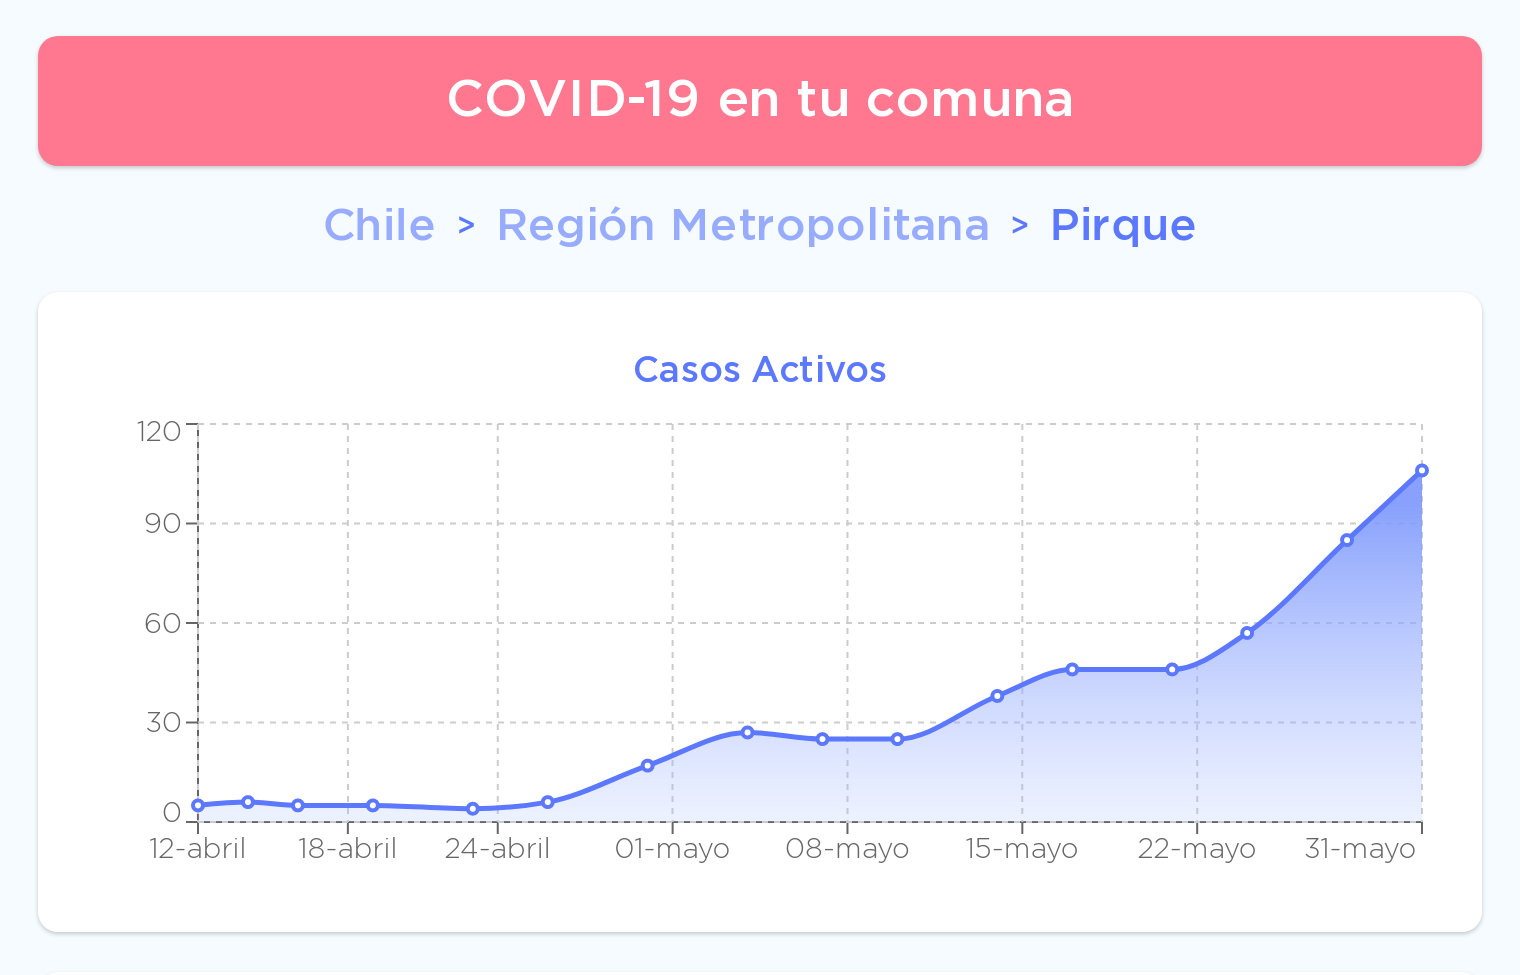 COVID-19 en tu comuna
Chile > Región Metropolitana > Pirque
Casos Activos
120
90
60
30
0
12-abril 18-abril 24-abril 01-mayo 08-mayo 15-mayo 22-mayo 31-mayo